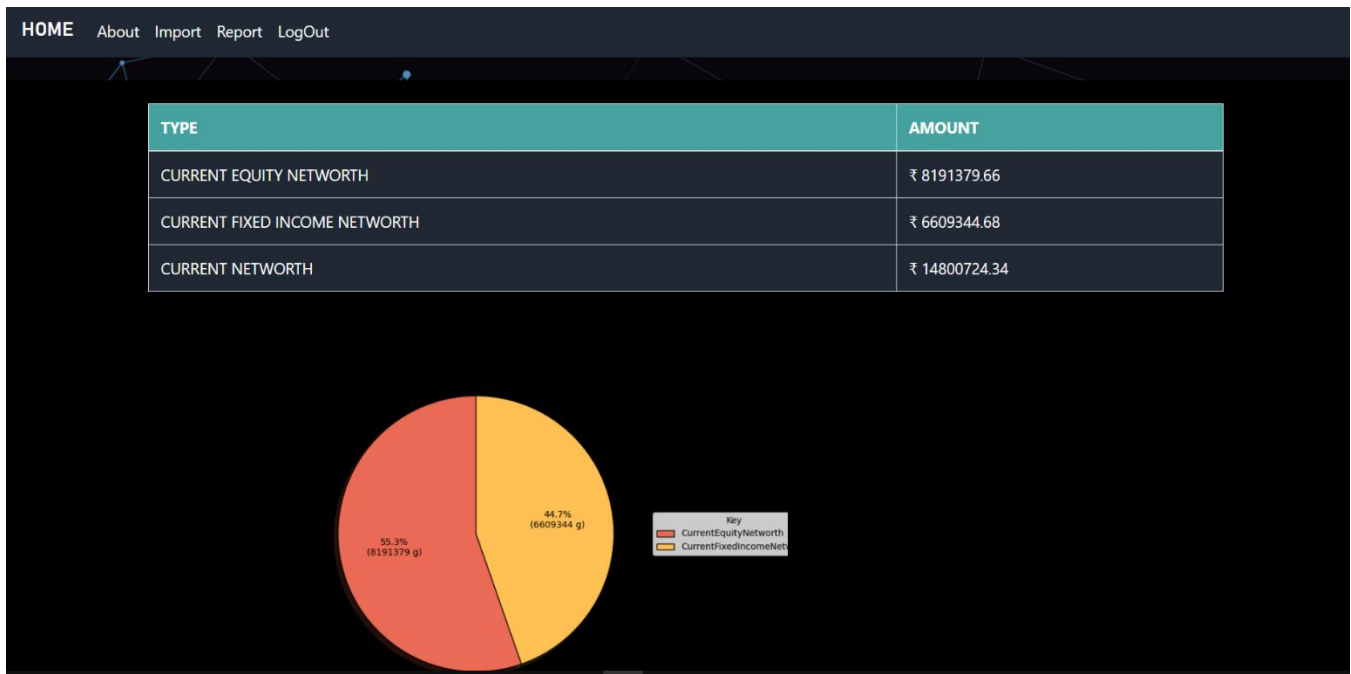 HOME About Import Report LogOut
TYPE AMOUNT
CURRENT EQUITY NETWORTH ₹ 8191379.66
CURRENT FIXED INCOME NETWORTH ₹ 6609344.68
CURRENT NETWORTH ₹ 14800724.34
44.7%
(6609344 g)
55.3%
(8191379 g)
Key
CurrentEquityNetworth
CurrentFixedIncomeNet